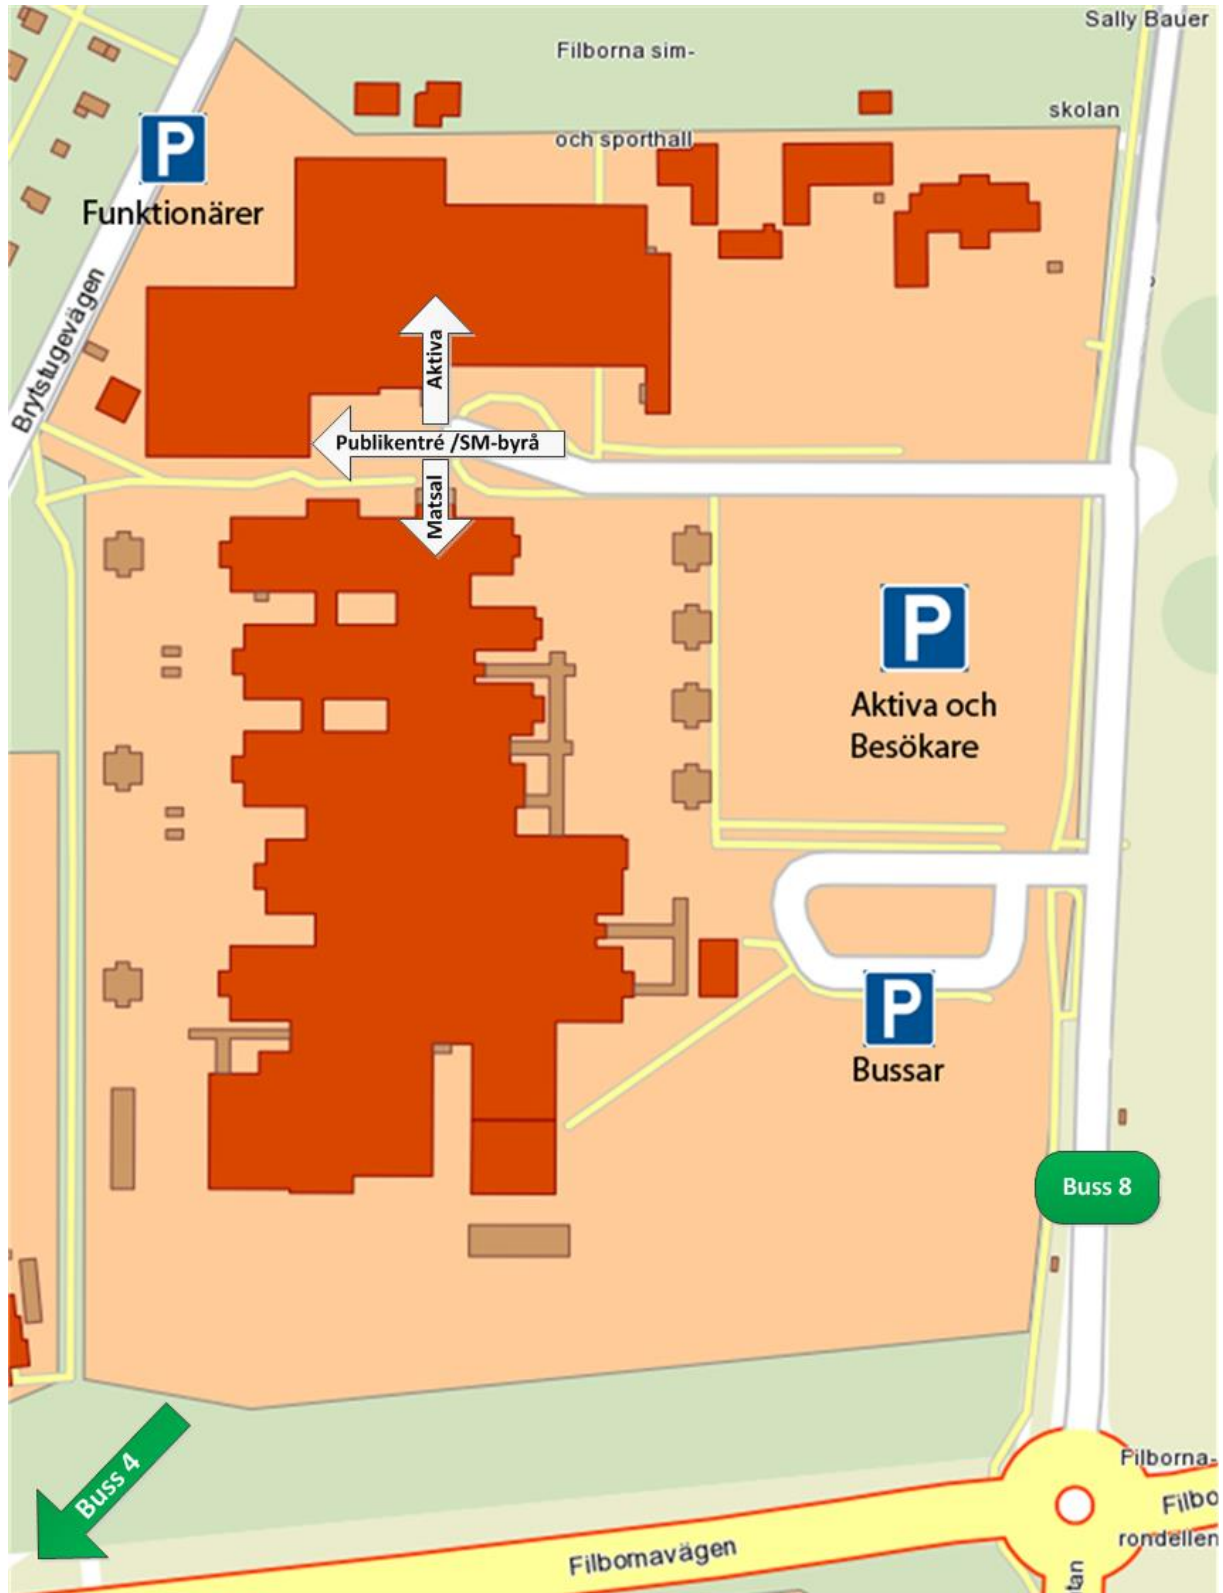 Sally Bauer
Filborna sim-
skolan
och sporthall
P
Funktionärer
Brytstugevägen
Aktiva
Publikentré /SM-byrå
Matsal
P
Aktiva och
Besökare
P
Bussar
Buss 8
Buss 4
Filborna-
Filbo
rondellen
Filbornavägen
tan